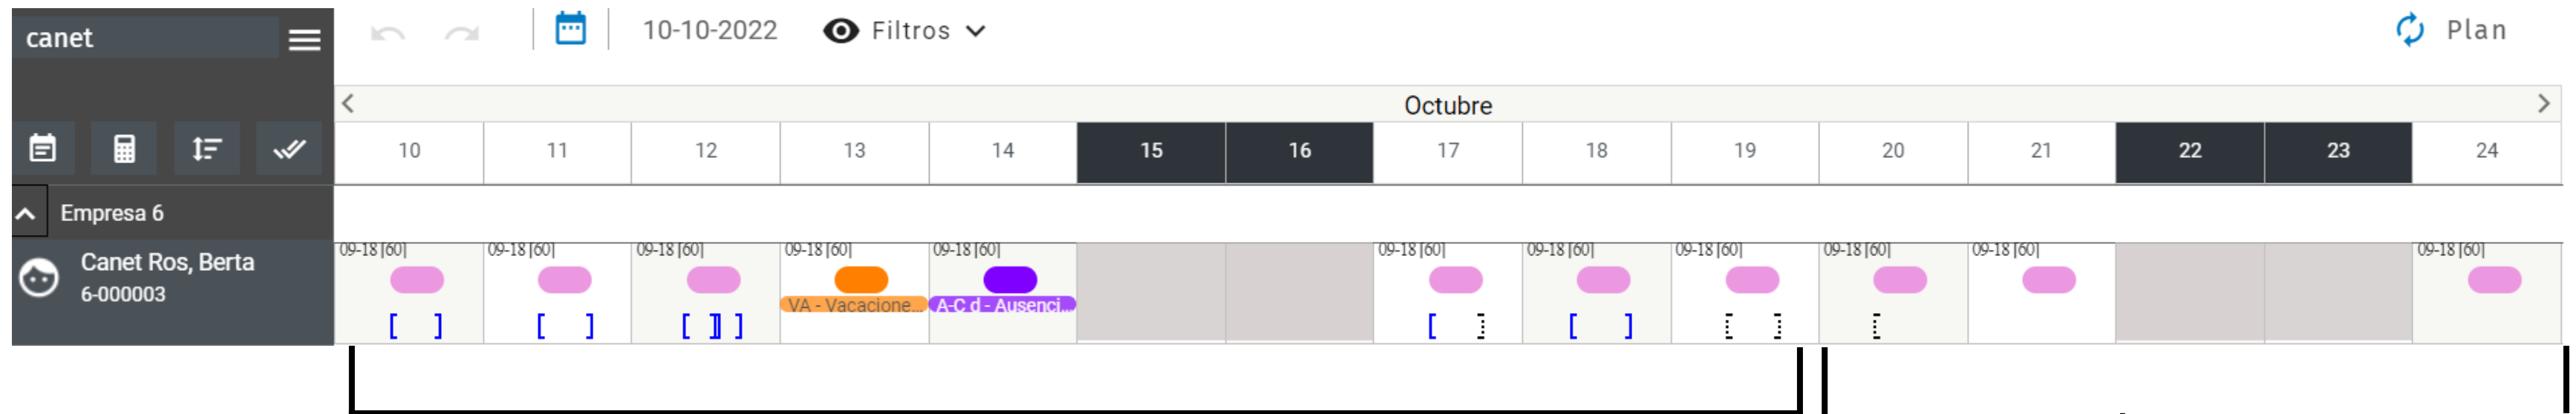 canet
10-10-2022 Filtros Plan
Octubre
10 11 12 13 14 15 16 17 18 19 20 21 22 23 24
Empresa 6
09-18 [60] 09-18 [60] 09-18 [60] 09-18 [60] 09-18 [60] 09-18 [60] 09-18 [60] 09-18 [60] 09-18 [60] 09-18 [60] 09-18 [60]
Canet Ros, Berta
6-000003
VA - Vacacione... A-C d - Ausenci...